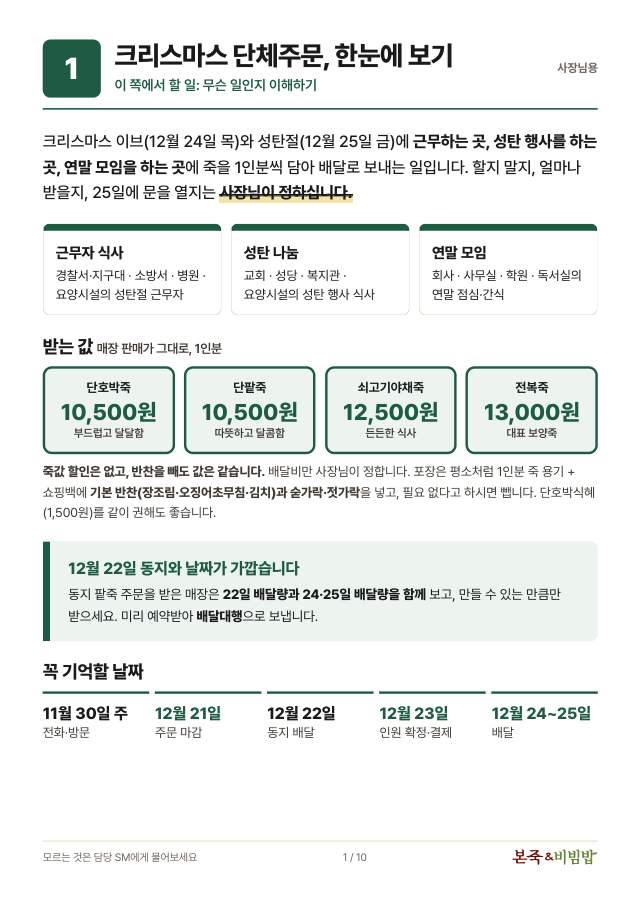 1
크리스마스 단체주문, 한눈에 보기
이 쪽에서 할 일: 무슨 일인지 이해하기
사장님용
크리스마스 이브(12월 24일 목)와 성탄절(12월 25일 금)에 근무하는 곳, 성탄 행사를 하는
곳, 연말 모임을 하는 곳에 죽을 1인분씩 담아 배달로 보내는 일입니다. 할지 말지, 얼마나
받을지, 25일에 문을 열지는 사장님이 정하십니다.
근무자 식사
경찰서·지구대 · 소방서 · 병원 ·
요양시설의 성탄절 근무자
성탄 나눔
교회 · 성당 · 복지관 ·
요양시설의 성탄 행사 식사
연말 모임
회사 · 사무실 · 학원 · 독서실의
연말 점심·간식
받는 값 매장 판매가 그대로, 1인분
단호박죽
10,500원
부드럽고 달달함
단팥죽
10,500원
따뜻하고 달콤함
쇠고기야채죽
12,500원
든든한 식사
전복죽
13,000원
대표 보양죽
죽값 할인은 없고, 반찬을 빼도 값은 같습니다. 배달비만 사장님이 정합니다. 포장은 평소처럼 1인분 죽 용기 +
쇼핑백에 기본 반찬(장조림·오징어초무침·김치)과 숟가락·젓가락을 넣고, 필요 없다고 하시면 뺍니다. 단호박식혜
(1,500원)를 같이 권해도 좋습니다.
12월 22일 동지와 날짜가 가깝습니다
동지 팥죽 주문을 받은 매장은 22일 배달량과 24·25일 배달량을 함께 보고, 만들 수 있는 만큼만
받으세요. 미리 예약받아 배달대행으로 보냅니다.
꼭 기억할 날짜
11월 30일 주
전화·방문
12월 21일
주문 마감
12월 22일
동지 배달
12월 23일
인원 확정·결제
12월 24~25일
배달
모르는 것은 담당 SM에게 물어보세요
1 / 10
본죽&비빔밥